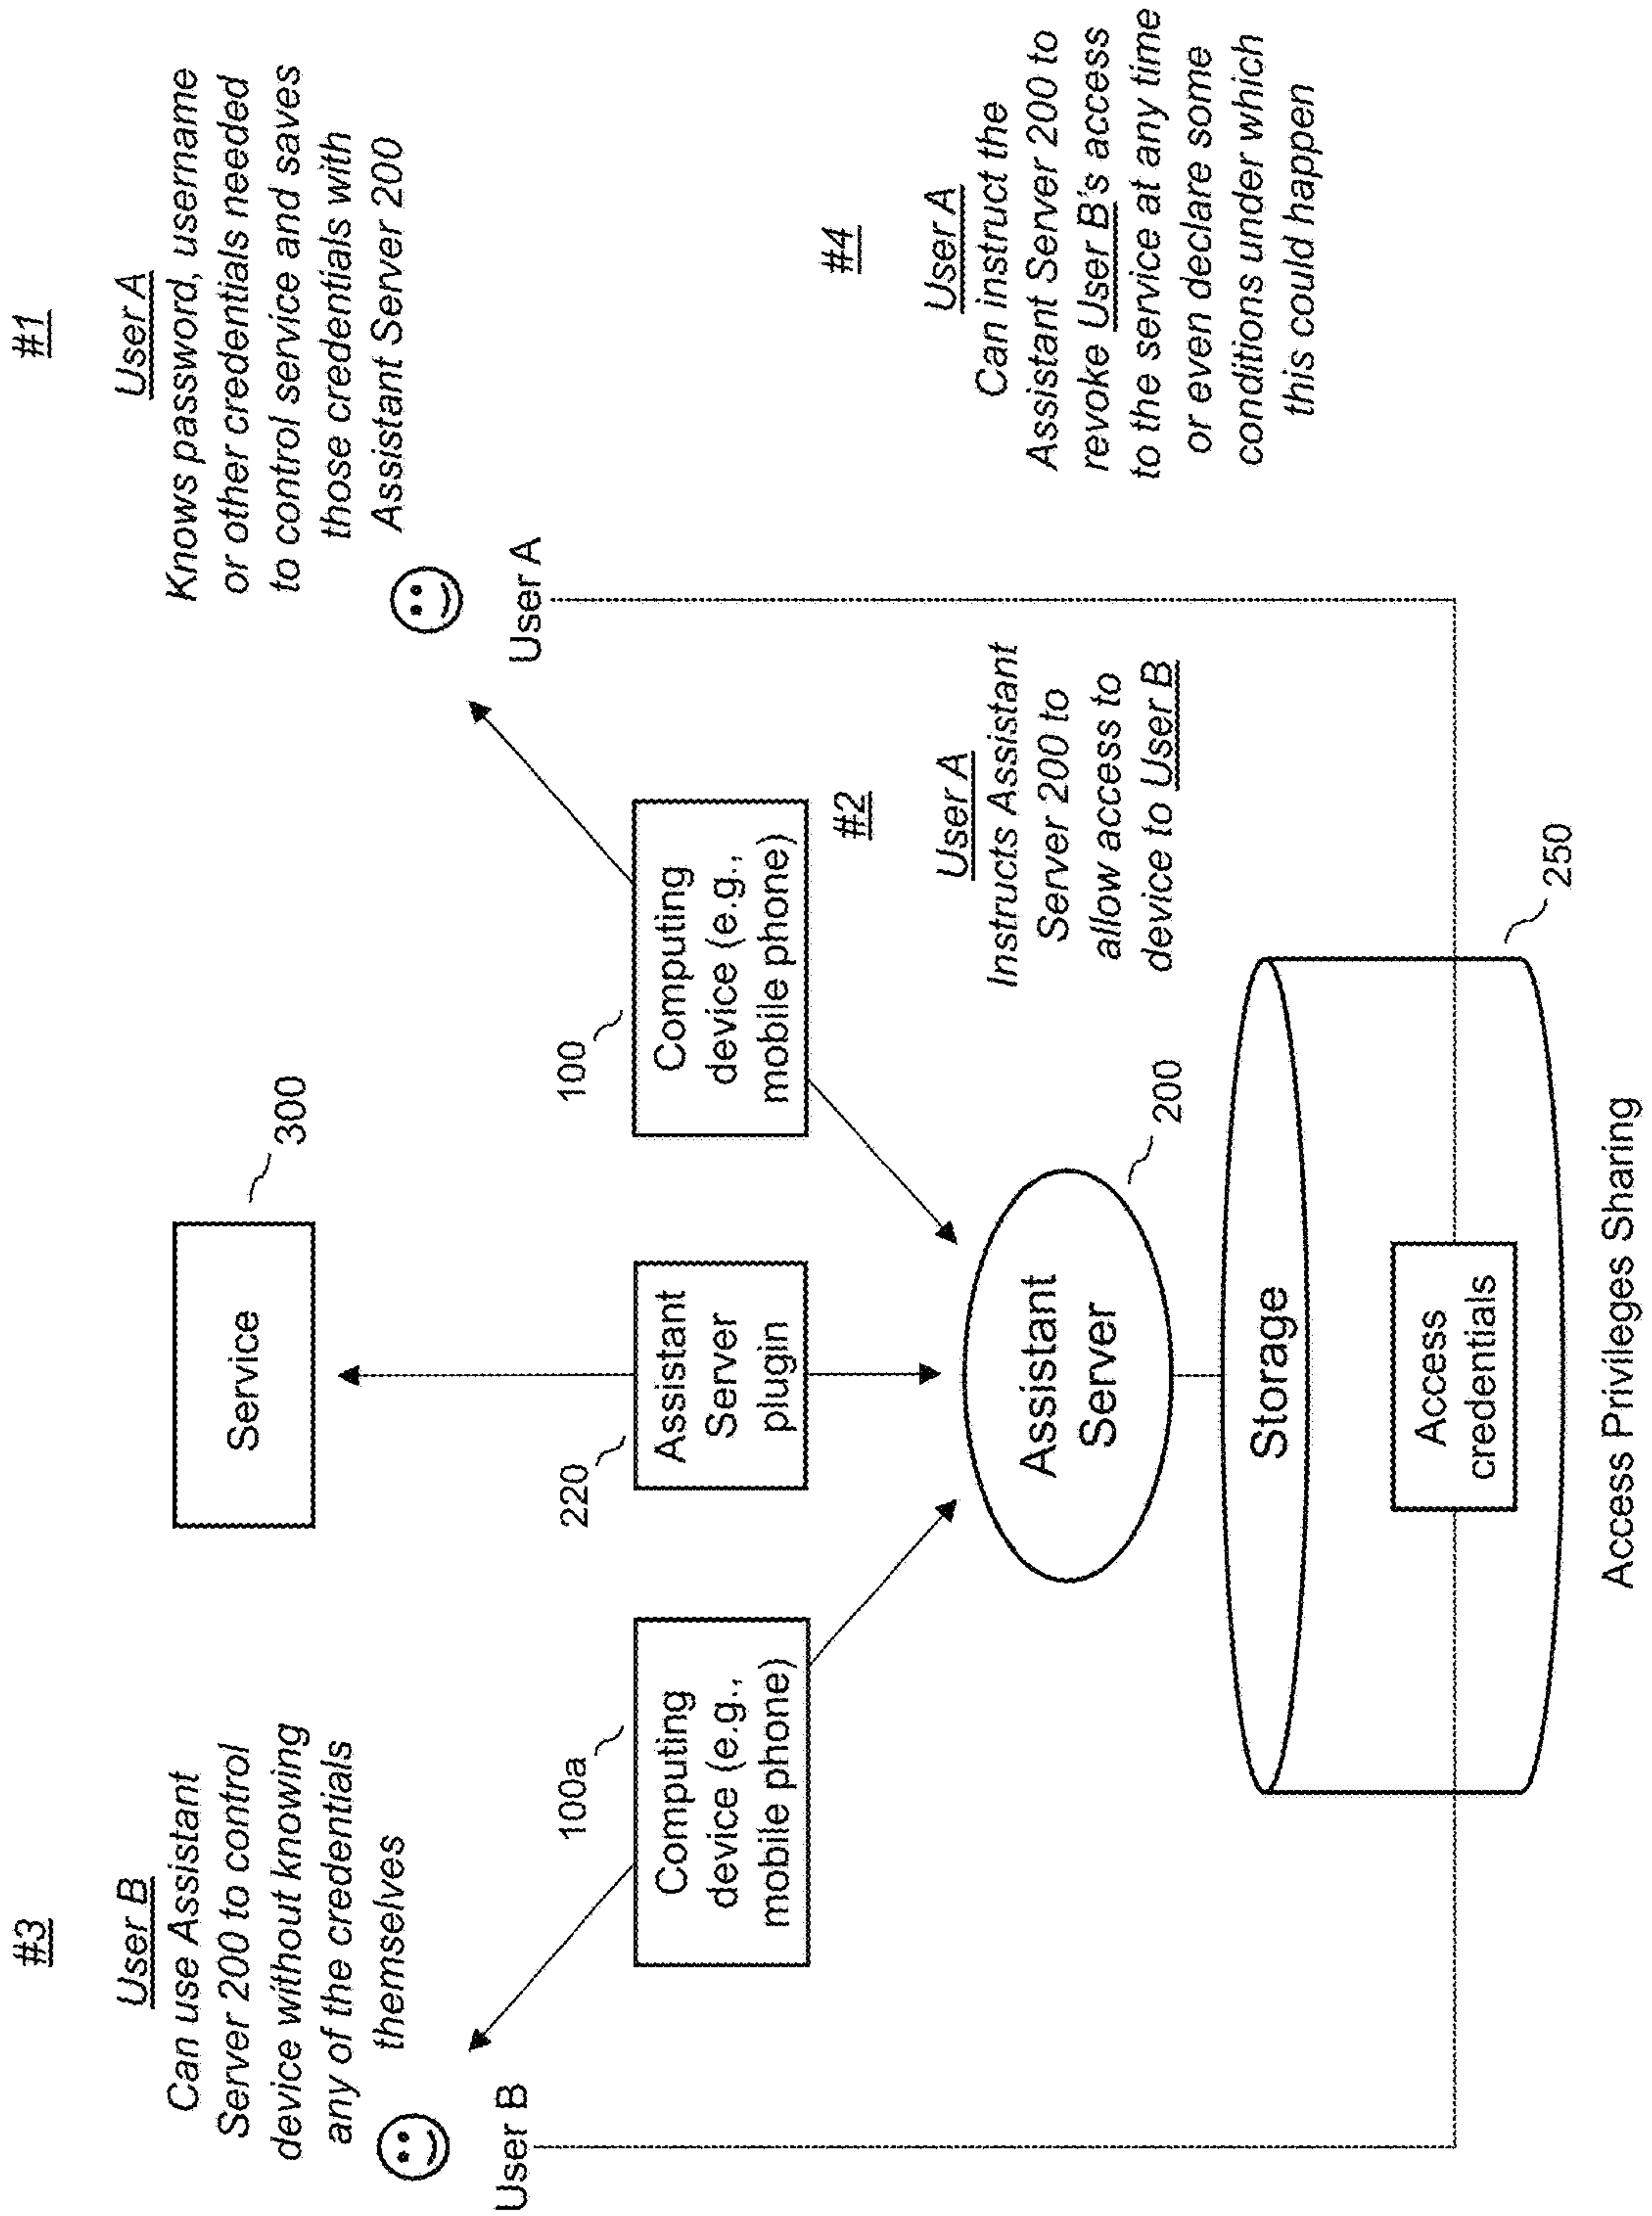 #3
User B
Can use Assistant
Server 200 to control
device without knowing
any of the credentials
themselves
User B
Service
300
#1
User A
Knows password, username
or other credentials needed
to control service and saves
those credentials with
Assistant Server 200
User A
100a
Computing
device (e.g.,
mobile phone)
220
Assistant
Server
plugin
100
Computing
device (e.g.,
mobile phone)
#2
User A
Instructs Assistant
Server 200 to
allow access to
device to User B
#4
User A
Can instruct the
Assistant Server 200 to
revoke User B's access
to the service at any time
or even declare some
conditions under which
this could happen
Assistant
Server
200
Storage
Access
credentials
250
Access Privileges Sharing